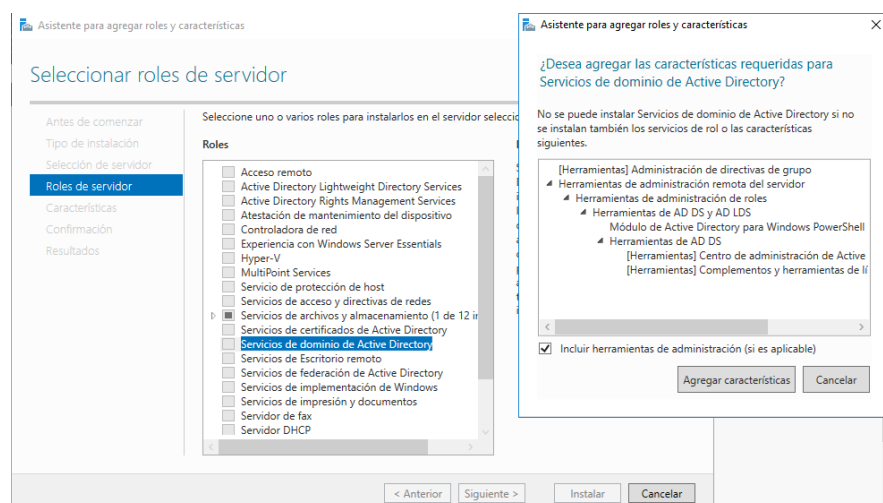 Asistente para agregar roles y características
Seleccionar roles de servidor
Antes de comenzar
Tipo de instalación
Selección de servidor
Roles de servidor
Características
Confirmación
Resultados
Seleccione uno o varios roles para instalarlos en el servidor
Roles
Acceso remoto
Active Directory Lightweight Directory Services
Active Directory Rights Management Services
Atestación de mantenimiento del dispositivo
Controladora de red
Experiencia con Windows Server Essentials
Hyper-V
MultiPoint Services
Servicio de protección de host
Servicios de acceso y directivas de redes
Servicios de archivos y almacenamiento (1 de 12
Servicios de certificados de Active Directory
Servicios de dominio de Active Directory
Servicios de Escritorio remoto
Servicios de federación de Active Directory
Servicios de implementación de Windows
Servicios de impresión y documentos
Servidor de fax
Servidor DHCP
< Anterior
Siguiente >
Instalar
Cancelar
Asistente para agregar roles y características
¿Desea agregar las características requeridas para
Servicios de dominio de Active Directory?
No se puede instalar Servicios de dominio de Active Directory si no
se instalan también los servicios de rol o las características
siguientes.
[Herramientas] Administración de directivas de grupo
Herramientas de administración remota del servidor
Herramientas de administración de roles
Herramientas de AD DS y AD LDS
Módulo de Active Directory para Windows PowerShell
Herramientas de AD DS
[Herramientas] Centro de administración de Active
[Herramientas] Complementos y herramientas de
Incluir herramientas de administración (si es aplicable)
Agregar características
Cancelar